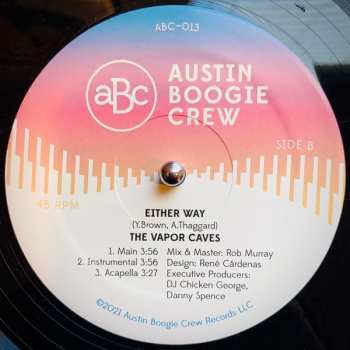 ABC-013
aBc
AUSTIN
BOOGIE
CREW
SIDE B
45 RPM
EITHER WAY
(Y.Brown, A.Thaggard)
THE VAPOR CAVES
1. Main 3:56
2. Instrumental 3:56
3. Acapella 3:27
Mix & Master: Rob Murray
Design: René Cárdenas
Executive Producers:
DJ Chicken George,
Danny Spence
©2021 Austin Boogie Crew Records LLC